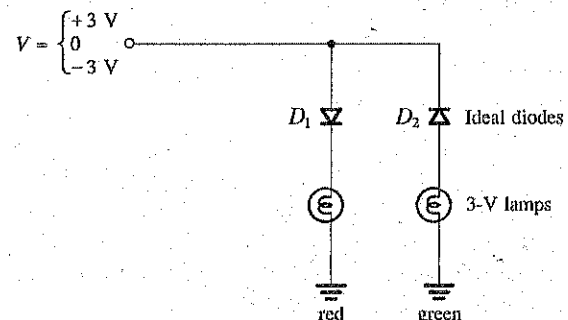 +3 V
V = 0
−3 V
D₁
D₂
Ideal diodes
3-V lamps
red
green